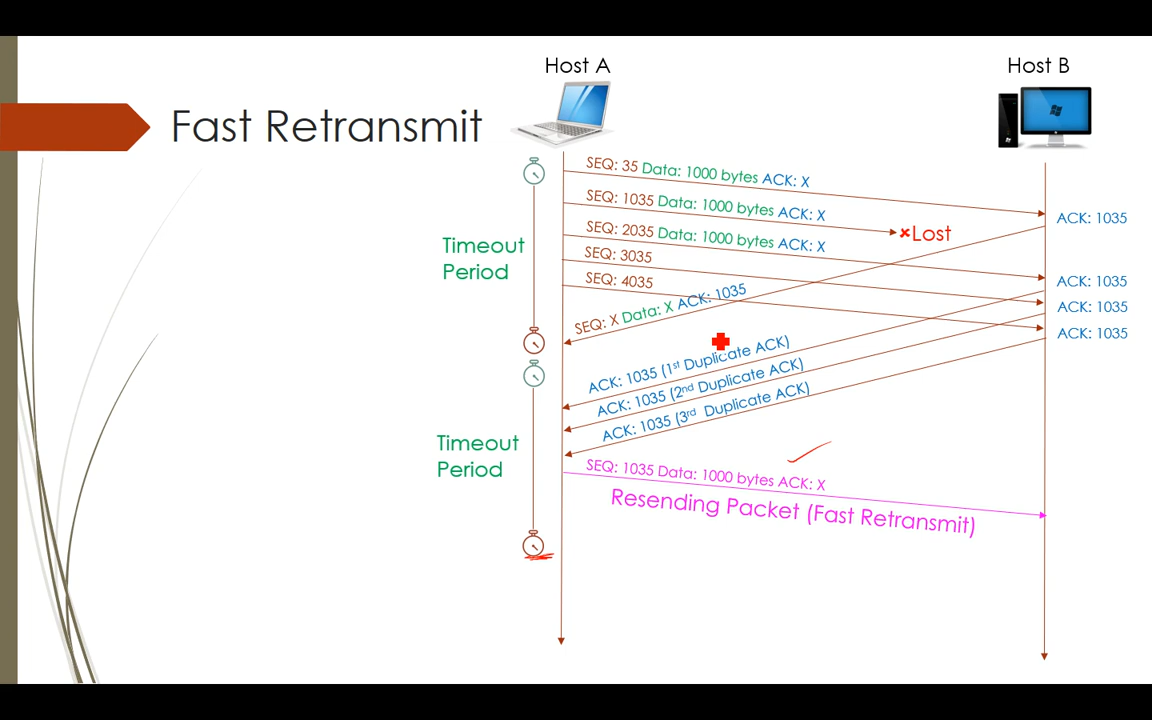 Host A
Host B
Fast Retransmit
SEQ: 35 Data: 1000 bytes ACK: X
SEQ: 1035 Data: 1000 bytes ACK: X
ACK: 1035
SEQ: 2035 Data: 1000 bytes ACK: X
Lost
Timeout
Period
SEQ: 3035
SEQ: 4035
ACK: 1035
ACK: 1035
ACK: 1035
SEQ: X Data: X ACK: 1035
ACK: 1035 (1st Duplicate ACK)
ACK: 1035 (2nd Duplicate ACK)
ACK: 1035 (3rd Duplicate ACK)
Timeout
Period
SEQ: 1035 Data: 1000 bytes ACK: X
Resending Packet (Fast Retransmit)